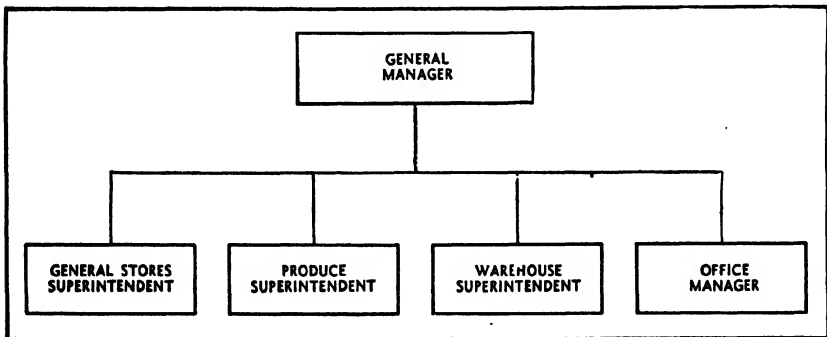 GENERAL
MANAGER
GENERAL STORES
SUPERINTENDENT
PRODUCE
SUPERINTENDENT
WAREHOUSE
SUPERINTENDENT
OFFICE
MANAGER